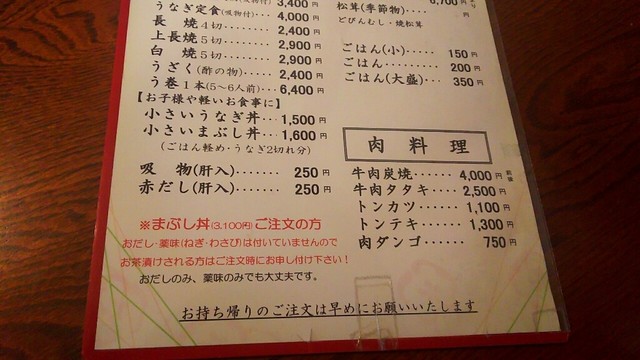 3,400円
うなぎ定食(吸物付) 4,000円
長焼4切‥‥‥ 2,400円
上長焼5切‥‥‥ 2,900円
白焼5切‥‥‥ 2,900円
うざく(酢の物)‥‥‥ 2,400円
う巻1本(5～6人前)‥ 6,400円
【お子様や軽いお食事に】
小さいうなぎ丼‥ 1,500円
小さいまぶし丼‥ 1,600円
(ごはん軽め・うなぎ2切れ分)
吸物(肝入)‥‥‥ 250円
赤だし(肝入)‥‥‥ 250円
※まぶし丼(3,100円)ご注文の方
おだし・薬味(ねぎ・わさび)は付いていませんので
お茶漬けされる方はご注文時にお申し付け下さい！
おだしのみ、薬味のみでも大丈夫です。
松茸(季節物)‥‥ 6,700円
どびんむし・焼松茸
ごはん(小)‥‥ 150円
ごはん‥‥‥‥ 200円
ごはん(大盛)‥ 350円
肉料理
牛肉炭焼‥‥‥ 4,000円
牛肉タタキ‥‥ 2,500円
トンカツ‥‥‥ 1,100円
トンテキ‥‥‥ 1,300円
肉ダンゴ‥‥‥ 750円
お持ち帰りのご注文は早めにお願いいたします